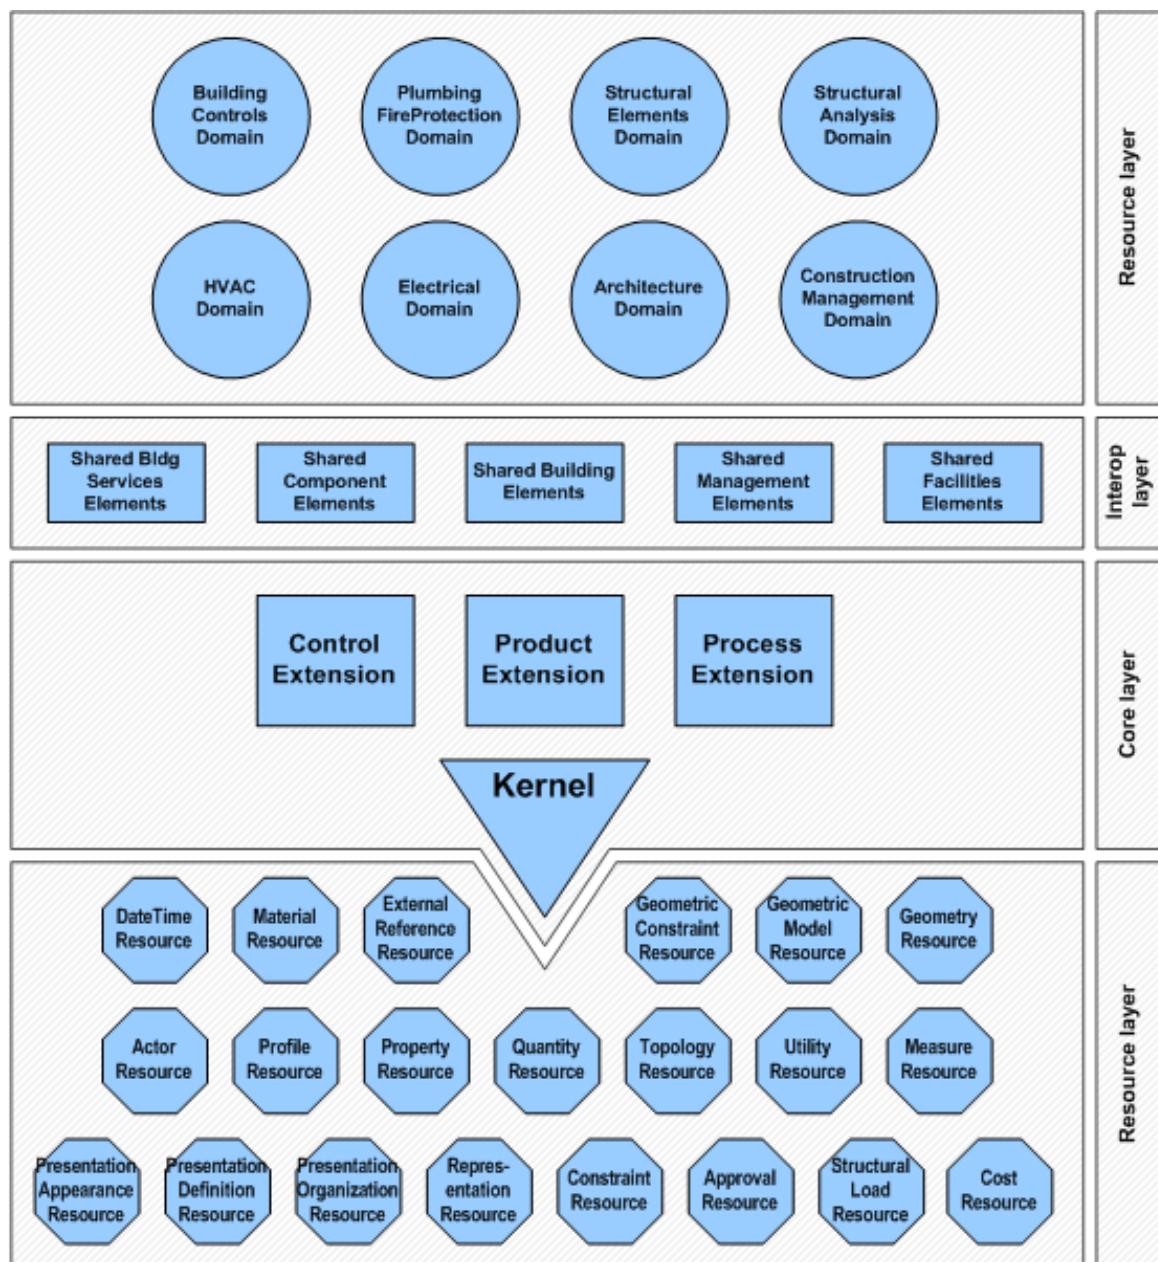 Building
Controls
Domain
Plumbing
FireProtection
Domain
Structural
Elements
Domain
Structural
Analysis
Domain
HVAC
Domain
Electrical
Domain
Architecture
Domain
Construction
Management
Domain
Resource layer
Shared Bldg
Services
Elements
Shared
Component
Elements
Shared Building
Elements
Shared
Management
Elements
Shared
Facilities
Elements
Interop
layer
Control
Extension
Product
Extension
Process
Extension
Kernel
Core layer
DateTime
Resource
Material
Resource
External
Reference
Resource
Geometric
Constraint
Resource
Geometric
Model
Resource
Geometry
Resource
Actor
Resource
Profile
Resource
Property
Resource
Quantity
Resource
Topology
Resource
Utility
Resource
Measure
Resource
Presentation
Appearance
Resource
Presentation
Definition
Resource
Presentation
Organization
Resource
Repres-
entation
Resource
Constraint
Resource
Approval
Resource
Structural
Load
Resource
Cost
Resource
Resource layer